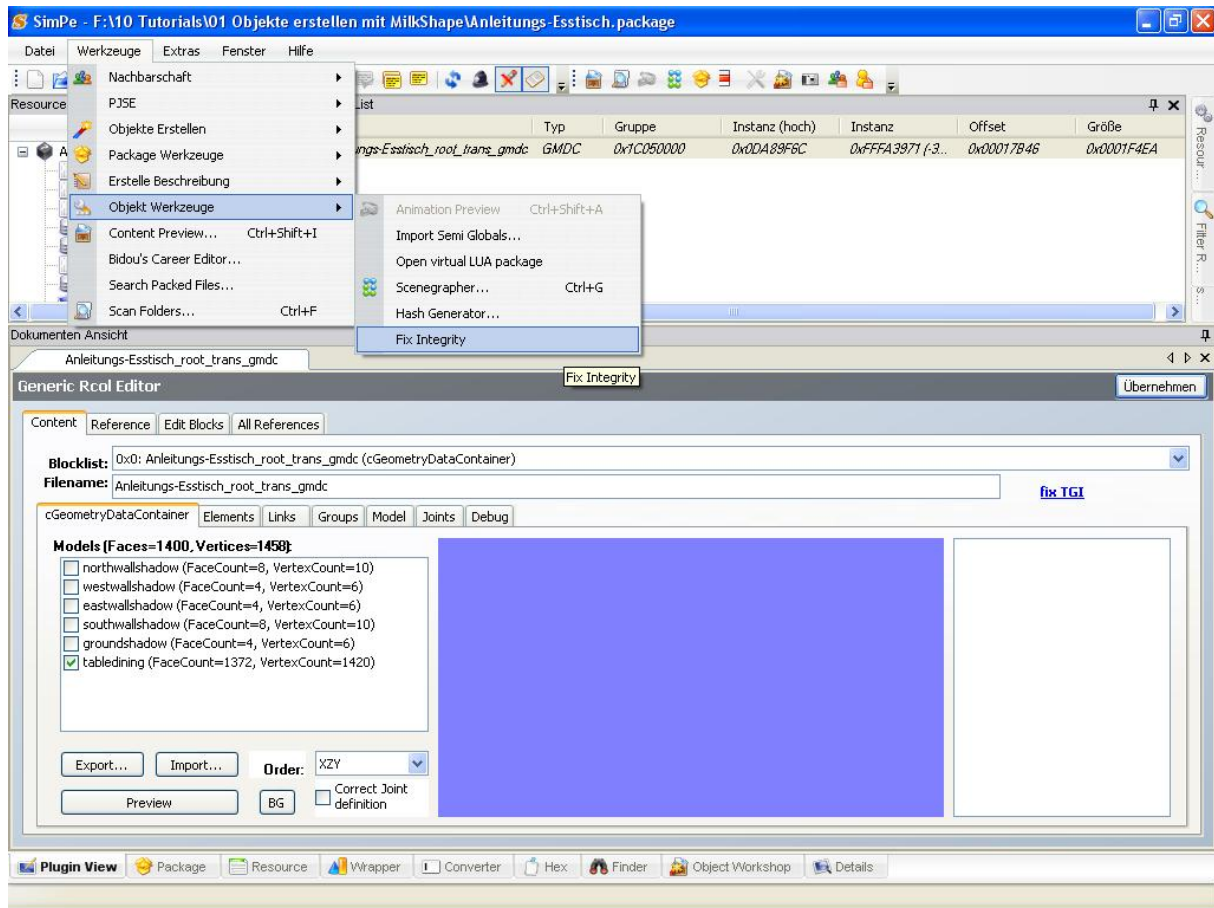 SimPe - F:\10 Tutorials\01 Objekte erstellen mit MilkShape\Anleitungs-Esstisch.package
Datei Werkzeuge Extras Fenster Hilfe
Nachbarschaft
PJSE
Objekte Erstellen
Package Werkzeuge
Erstelle Beschreibung
Objekt Werkzeuge
Content Preview... Ctrl+Shift+I
Bidou's Career Editor...
Search Packed Files...
Scan Folders... Ctrl+F
Animation Preview Ctrl+Shift+A
Import Semi Globals...
Open virtual LUA package
Scenegrapher... Ctrl+G
Hash Generator...
Fix Integrity
Fix Integrity
Resource
List
Typ Gruppe Instanz (hoch) Instanz Offset Größe
A
ngs-Esstisch_root_trans_gmdc GMDC 0x1C050000 0x0DA89F6C 0xFFFA3971 (-3... 0x00017B46 0x0001F4EA
Resour...
Filter R...
S...
Dokumenten Ansicht
Anleitungs-Esstisch_root_trans_gmdc
Generic Rcol Editor Übernehmen
Content Reference Edit Blocks All References
Blocklist: 0x0: Anleitungs-Esstisch_root_trans_gmdc (cGeometryDataContainer)
Filename: Anleitungs-Esstisch_root_trans_gmdc
fix TGI
cGeometryDataContainer Elements Links Groups Model Joints Debug
Models (Faces=1400, Vertices=1458):
northwallshadow (FaceCount=8, VertexCount=10)
westwallshadow (FaceCount=4, VertexCount=6)
eastwallshadow (FaceCount=4, VertexCount=6)
southwallshadow (FaceCount=8, VertexCount=10)
groundshadow (FaceCount=4, VertexCount=6)
tabledining (FaceCount=1372, VertexCount=1420)
Export... Import... Order: XZY
Preview BG Correct Joint definition
Plugin View Package Resource Wrapper Converter Hex Finder Object Workshop Details